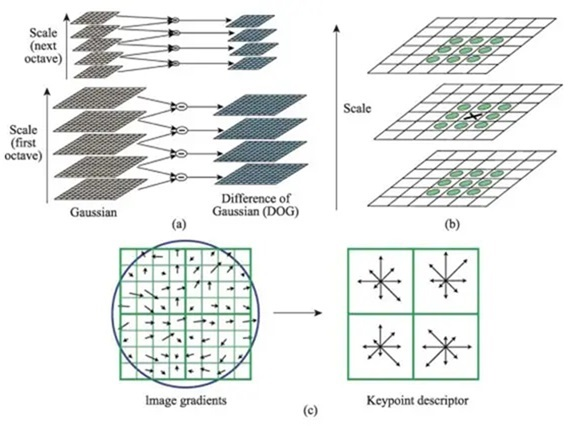 Scale
(next
octave)
Scale
(first
octave)
Gaussian
Difference of
Gaussian (DOG)
(a)
Scale
(b)
Image gradients
Keypoint descriptor
(c)